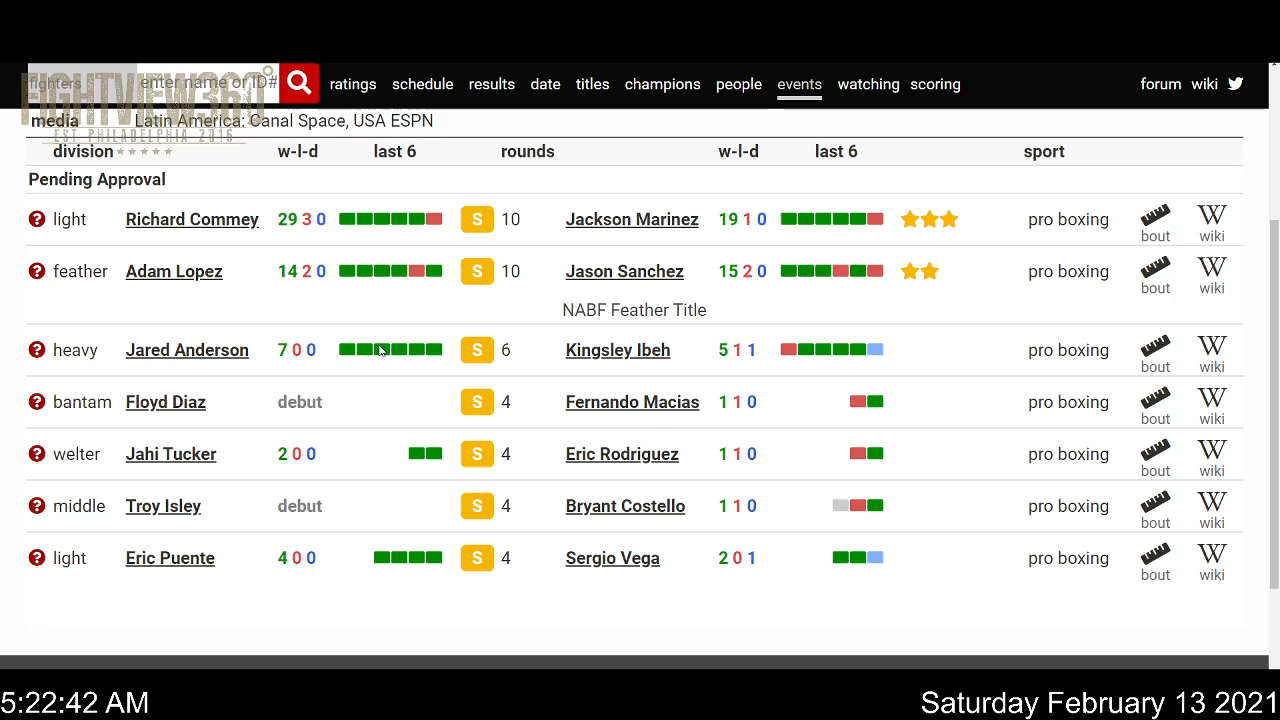 fighters enter name or ID# ratings schedule results date titles champions people events watching scoring forum wiki
FIGHTVIEW360°
EST PHILADELPHIA 2016
media Latin America: Canal Space, USA ESPN
division w-l-d last 6 rounds w-l-d last 6 sport
Pending Approval
? light Richard Commey 29 3 0 S 10 Jackson Marinez 19 1 0 pro boxing bout W wiki
? feather Adam Lopez 14 2 0 S 10 Jason Sanchez 15 2 0 pro boxing bout W wiki
NABF Feather Title
? heavy Jared Anderson 7 0 0 S 6 Kingsley Ibeh 5 1 1 pro boxing bout W wiki
? bantam Floyd Diaz debut S 4 Fernando Macias 1 1 0 pro boxing bout W wiki
? welter Jahi Tucker 2 0 0 S 4 Eric Rodriguez 1 1 0 pro boxing bout W wiki
? middle Troy Isley debut S 4 Bryant Costello 1 1 0 pro boxing bout W wiki
? light Eric Puente 4 0 0 S 4 Sergio Vega 2 0 1 pro boxing bout W wiki
5:22:42 AM Saturday February 13 2021